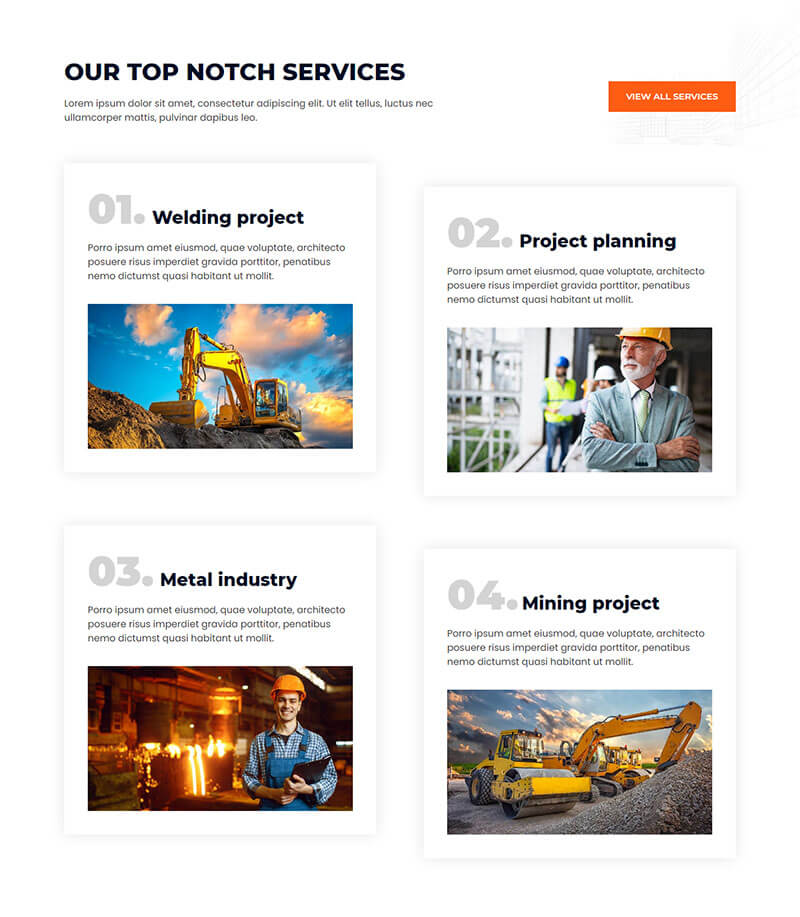 OUR TOP NOTCH SERVICES
Lorem ipsum dolor sit amet, consectetur adipiscing elit. Ut elit tellus, luctus nec
ullamcorper mattis, pulvinar dapibus leo.
VIEW ALL SERVICES
01. Welding project
Porro ipsum amet eiusmod, quae voluptate, architecto
posuere risus imperdiet gravida porttitor, penatibus
nemo dictumst quasi habitant ut mollit.
02. Project planning
Porro ipsum amet eiusmod, quae voluptate, architecto
posuere risus imperdiet gravida porttitor, penatibus
nemo dictumst quasi habitant ut mollit.
03. Metal industry
Porro ipsum amet eiusmod, quae voluptate, architecto
posuere risus imperdiet gravida porttitor, penatibus
nemo dictumst quasi habitant ut mollit.
04. Mining project
Porro ipsum amet eiusmod, quae voluptate, architecto
posuere risus imperdiet gravida porttitor, penatibus
nemo dictumst quasi habitant ut mollit.